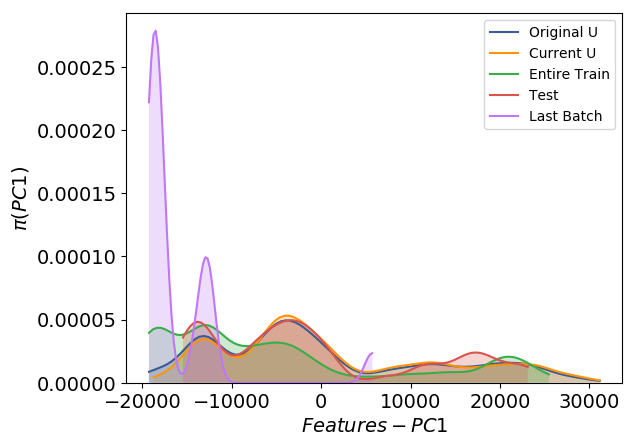 Original U
Current U
Entire Train
Test
Last Batch
0.00025
0.00020
0.00015
0.00010
0.00005
0.00000
π(PC1)
−20000 −10000 0 10000 20000 30000
Features − PC1